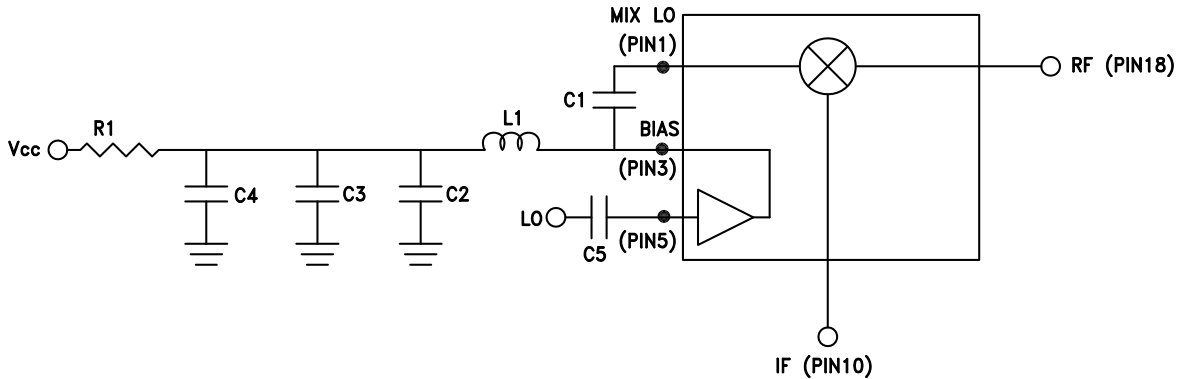 MIX LO
(PIN1)
RF (PIN18)
C1
L1
BIAS
R1
Vcc
(PIN3)
C4
C3
C2
LO
C5
(PIN5)
IF (PIN10)